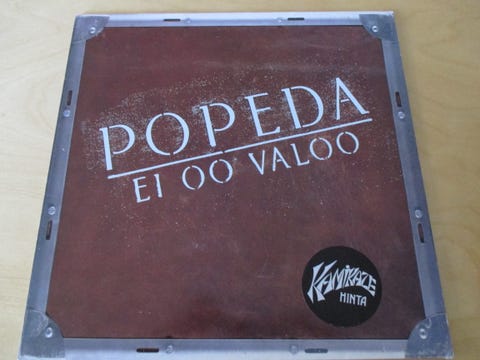 POPEDA
EI OO VALOO
KAMIKAZE
HINTA